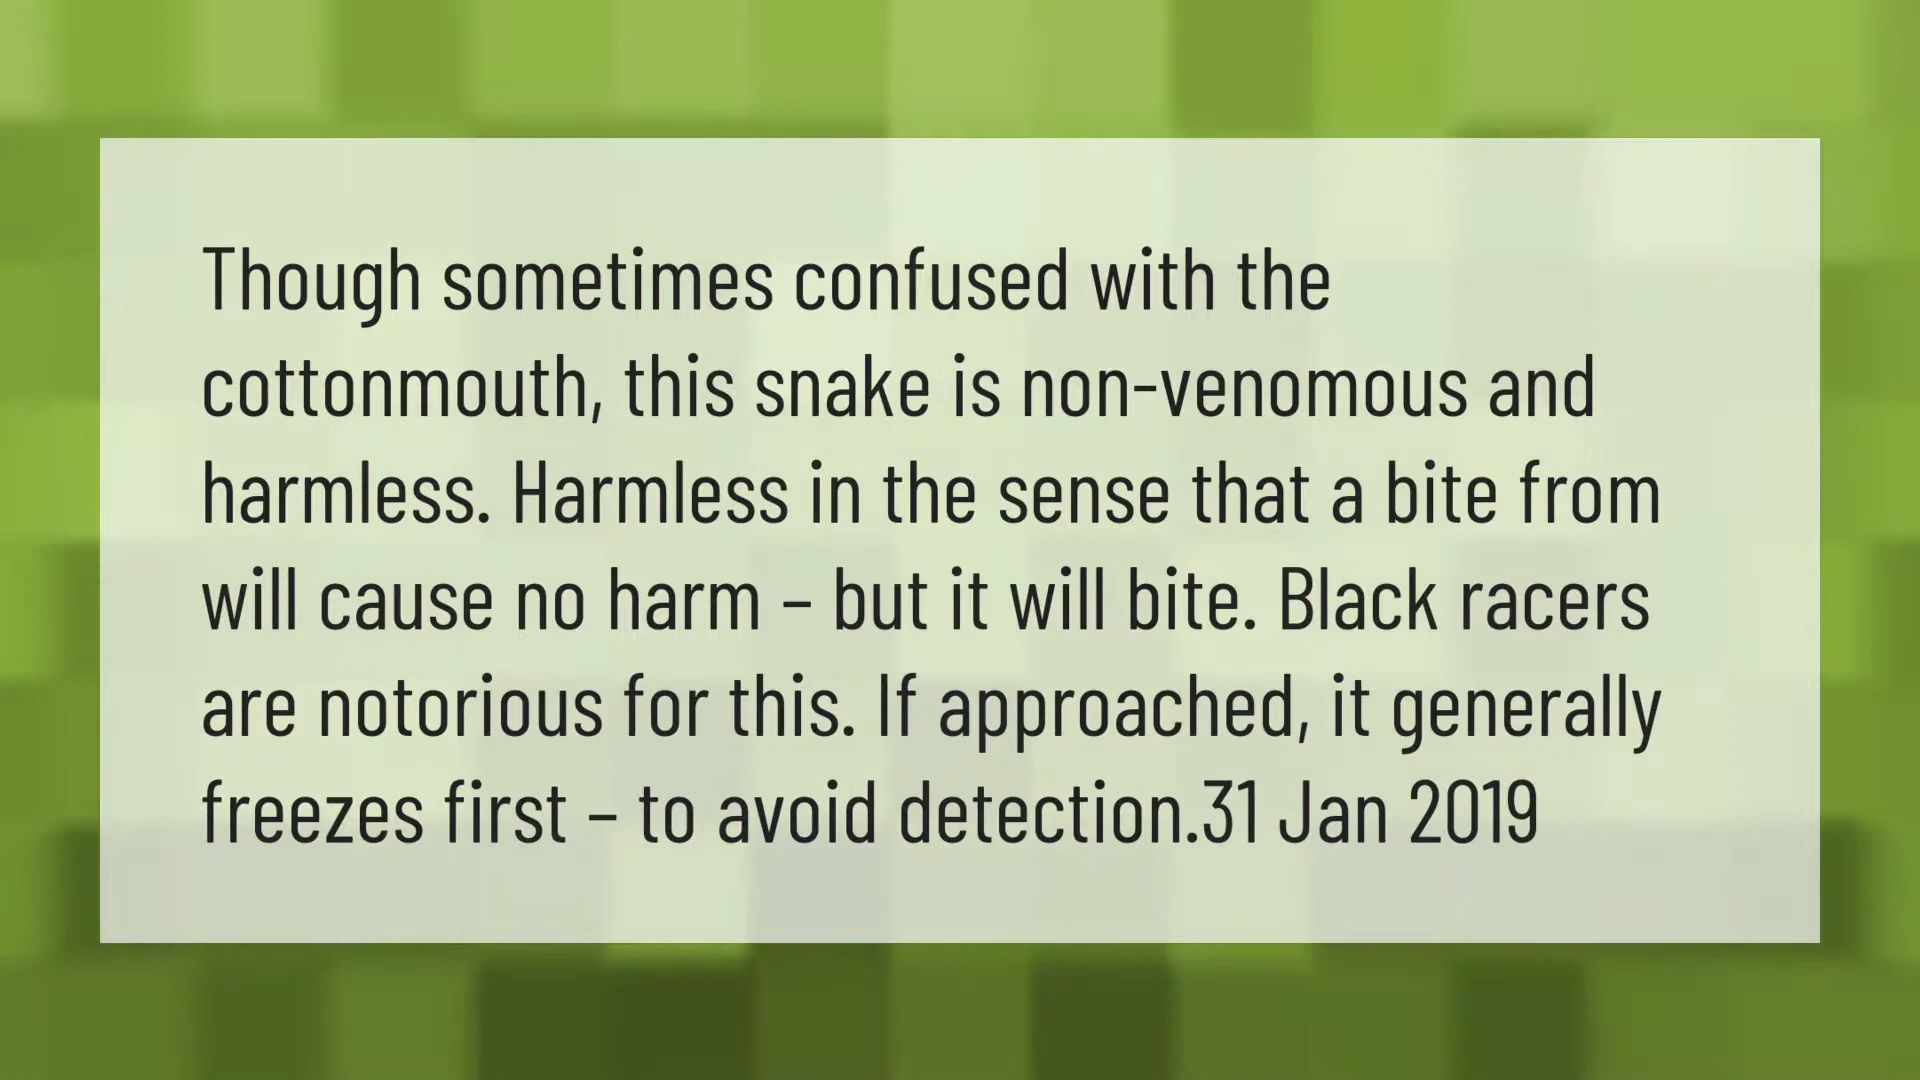 Though sometimes confused with the
cottonmouth, this snake is non-venomous and
harmless. Harmless in the sense that a bite from
will cause no harm – but it will bite. Black racers
are notorious for this. If approached, it generally
freezes first – to avoid detection.31 Jan 2019